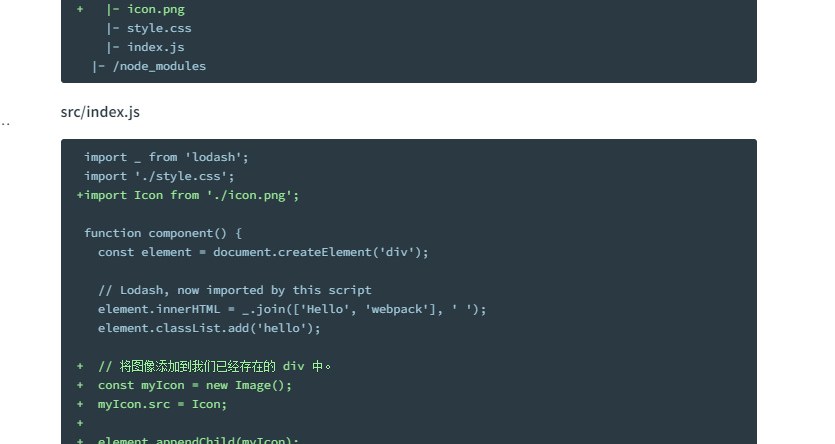 +   |- icon.png
    |- style.css
    |- index.js
  |- /node_modules
src/index.js
..
 import _ from 'lodash';
 import './style.css';
+import Icon from './icon.png';
 function component() {
   const element = document.createElement('div');
   // Lodash, now imported by this script
   element.innerHTML = _.join(['Hello', 'webpack'], ' ');
   element.classList.add('hello');
+  // 将图像添加到我们已经存在的 div 中。
+  const myIcon = new Image();
+  myIcon.src = Icon;
+
+  element.appendChild(myIcon);